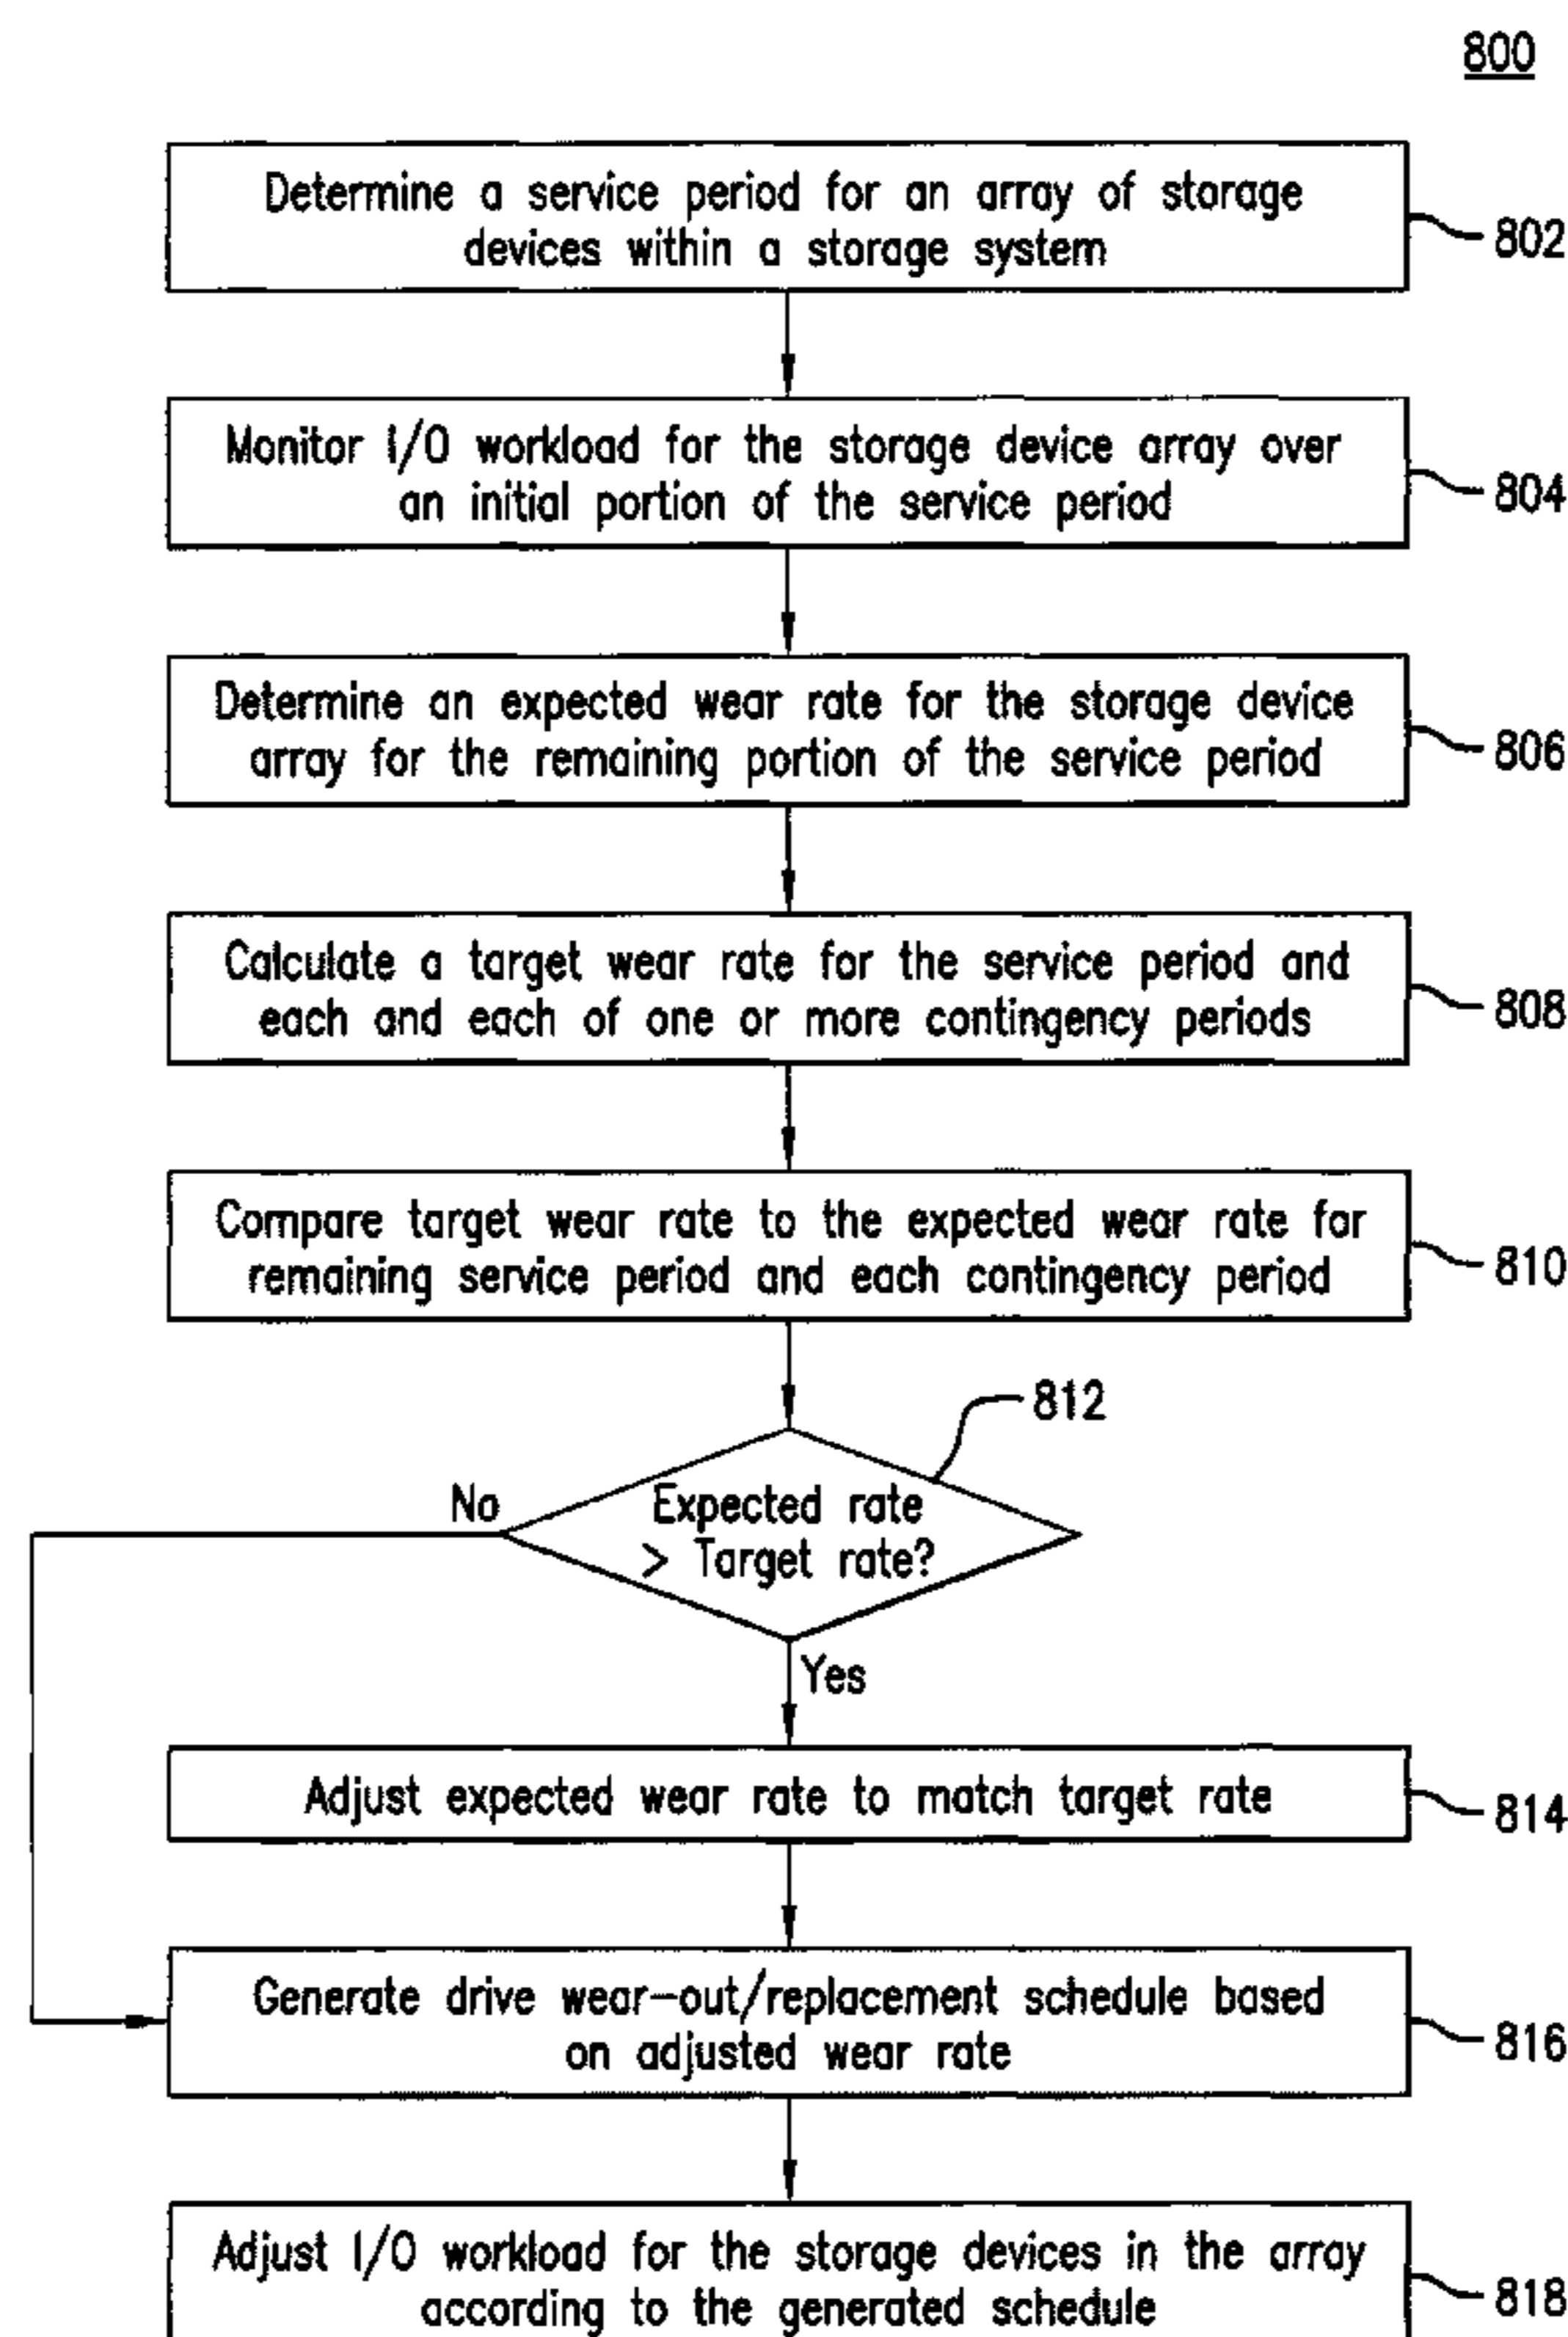 800
Determine a service period for an array of storage
devices within a storage system
802
Monitor I/O workload for the storage device array over
an initial portion of the service period
804
Determine an expected wear rate for the storage device
array for the remaining portion of the service period
806
Calculate a target wear rate for the service period and
each and each of one or more contingency periods
808
Compare target wear rate to the expected wear rate for
remaining service period and each contingency period
810
812
No
Expected rate
> Target rate?
Yes
Adjust expected wear rate to match target rate
814
Generate drive wear-out/replacement schedule based
on adjusted wear rate
816
Adjust I/O workload for the storage devices in the array
according to the generated schedule
818